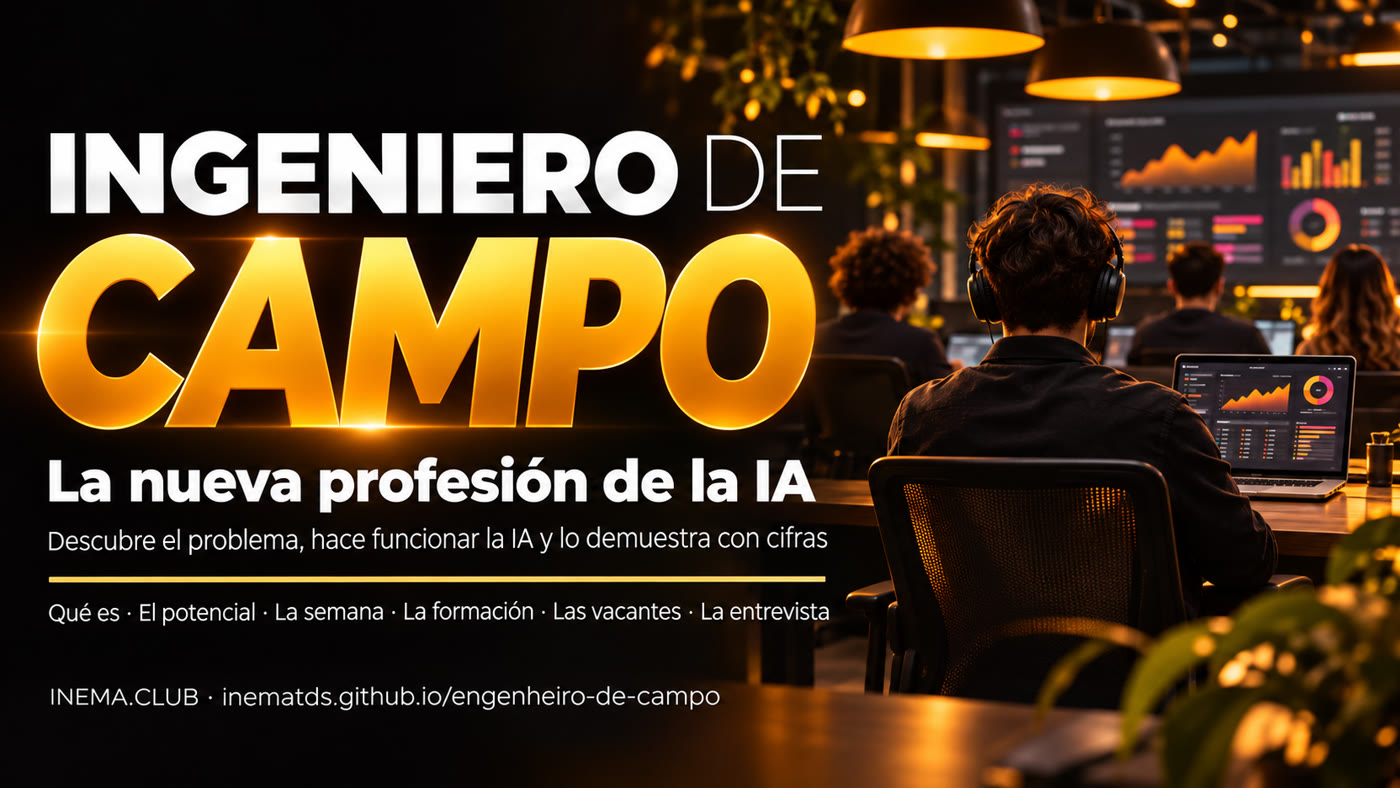 INGENIERO DE
CAMPO
La nueva profesión de la IA
Descubre el problema, hace funcionar la IA y lo demuestra con cifras
Qué es · El potencial · La semana · La formación · Las vacantes · La entrevista
INEMA.CLUB · inematds.github.io/engenheiro-de-campo